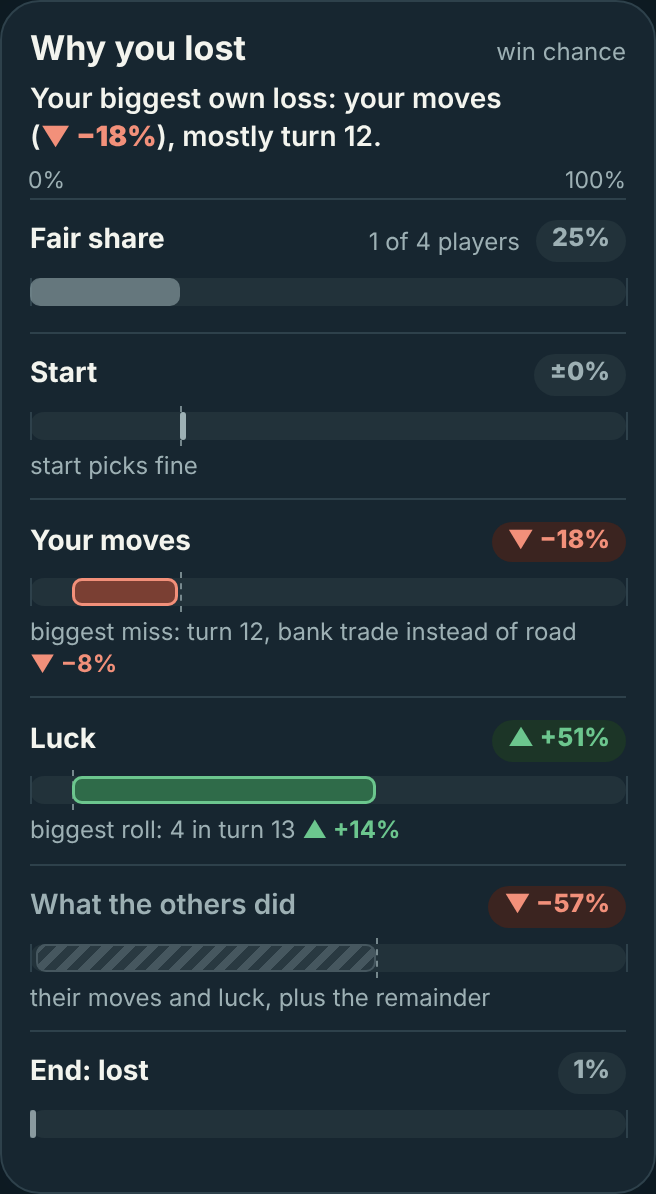 Why you lost
win chance
Your biggest own loss: your moves
(▼ −18%), mostly turn 12.
0%
100%
Fair share
1 of 4 players
25%
Start
±0%
start picks fine
Your moves
▼ −18%
biggest miss: turn 12, bank trade instead of road
▼ −8%
Luck
▲ +51%
biggest roll: 4 in turn 13 ▲ +14%
What the others did
▼ −57%
their moves and luck, plus the remainder
End: lost
1%